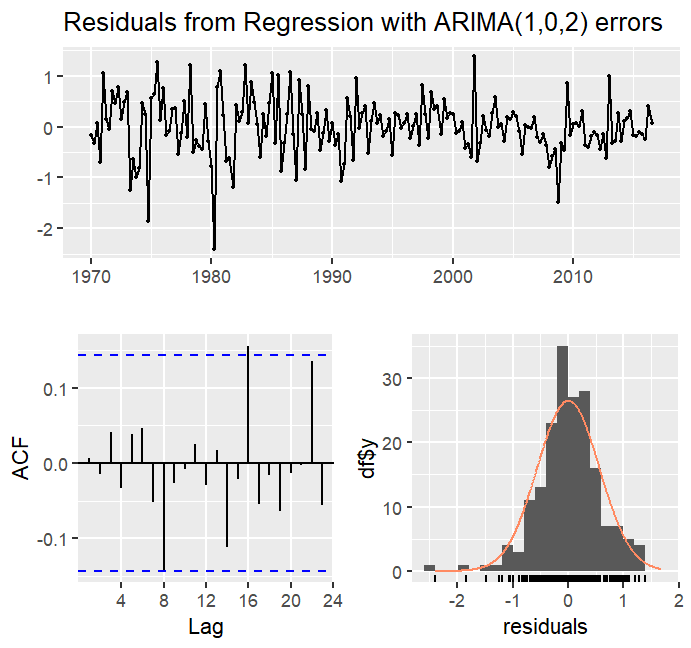 Residuals from Regression with ARIMA(1,0,2) errors
1
0
-1
-2
1970 1980 1990 2000 2010
ACF
0.1
0.0
-0.1
4 8 12 16 20 24
Lag
df$y
30
20
10
0
-2 -1 0 1 2
residuals